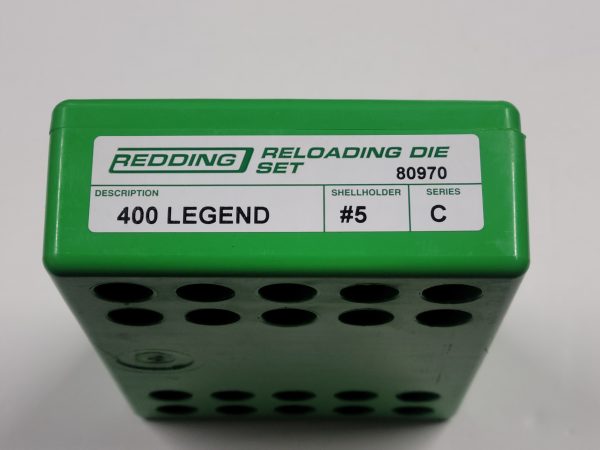 REDDING RELOADING DIE SET
80970
DESCRIPTION SHELLHOLDER SERIES
400 LEGEND #5 C